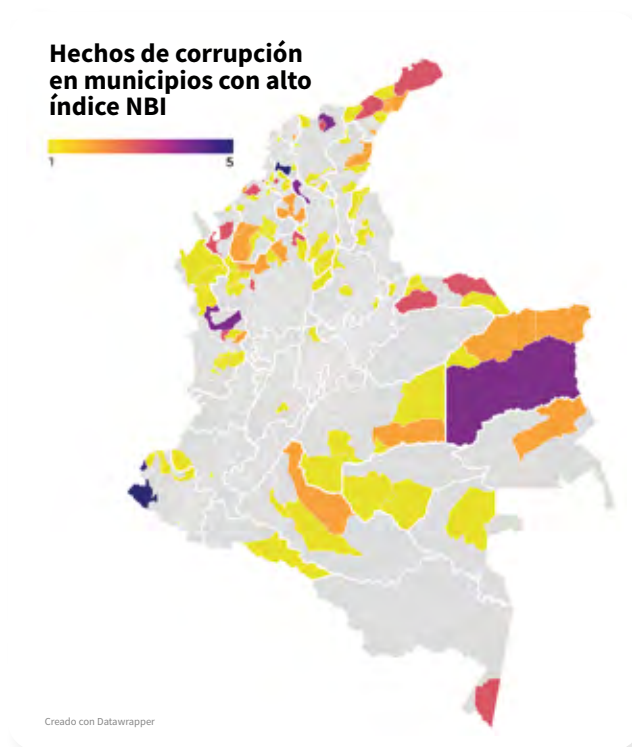 Hechos de corrupción
en municipios con alto
índice NBI
1
5
Creado con Datawrapper